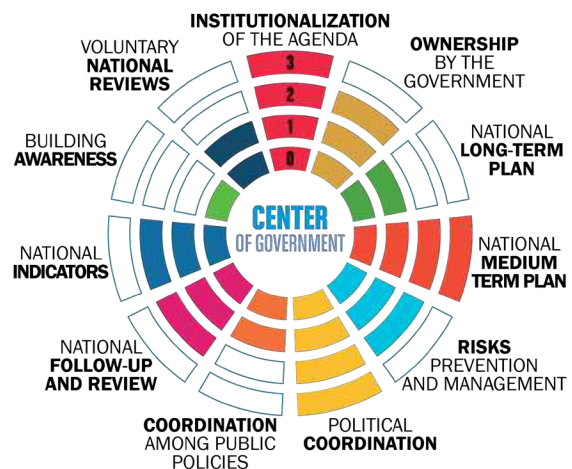 INSTITUTIONALIZATION
OF THE AGENDA
OWNERSHIP
BY THE
GOVERNMENT
NATIONAL
LONG-TERM
PLAN
NATIONAL
MEDIUM
TERM PLAN
RISKS
PREVENTION
AND MANAGEMENT
POLITICAL
COORDINATION
COORDINATION
AMONG PUBLIC
POLICIES
NATIONAL
FOLLOW-UP
AND REVIEW
NATIONAL
INDICATORS
BUILDING
AWARENESS
VOLUNTARY
NATIONAL
REVIEWS
3
2
1
0
CENTER
OF GOVERNMENT